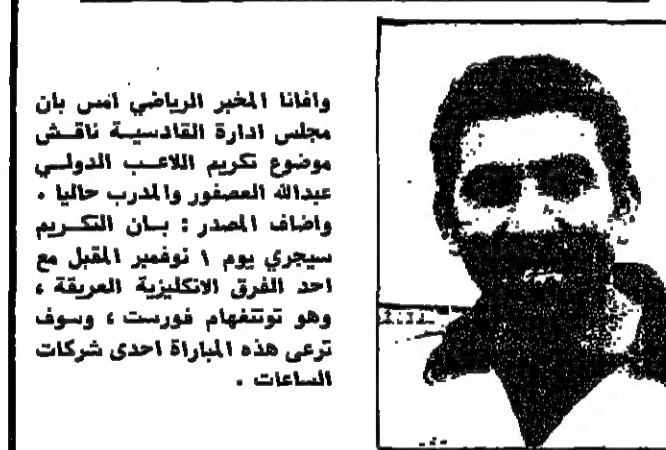 وافانا المخبر الرياضي امس بان
مجلس ادارة القادسية ناقش
موضوع تكريم اللاعب الدولي
عبدالله العصفور والمدرب حاليا .
واضاف المصدر : بان التكريم
سيجري يوم ١ نوفمبر المقبل مع
احد الفرق الانكليزية العريقة ،
وهو توتنغهام فورست ، وسوف
ترعى هذه المباراة احدى شركات
الساعات .